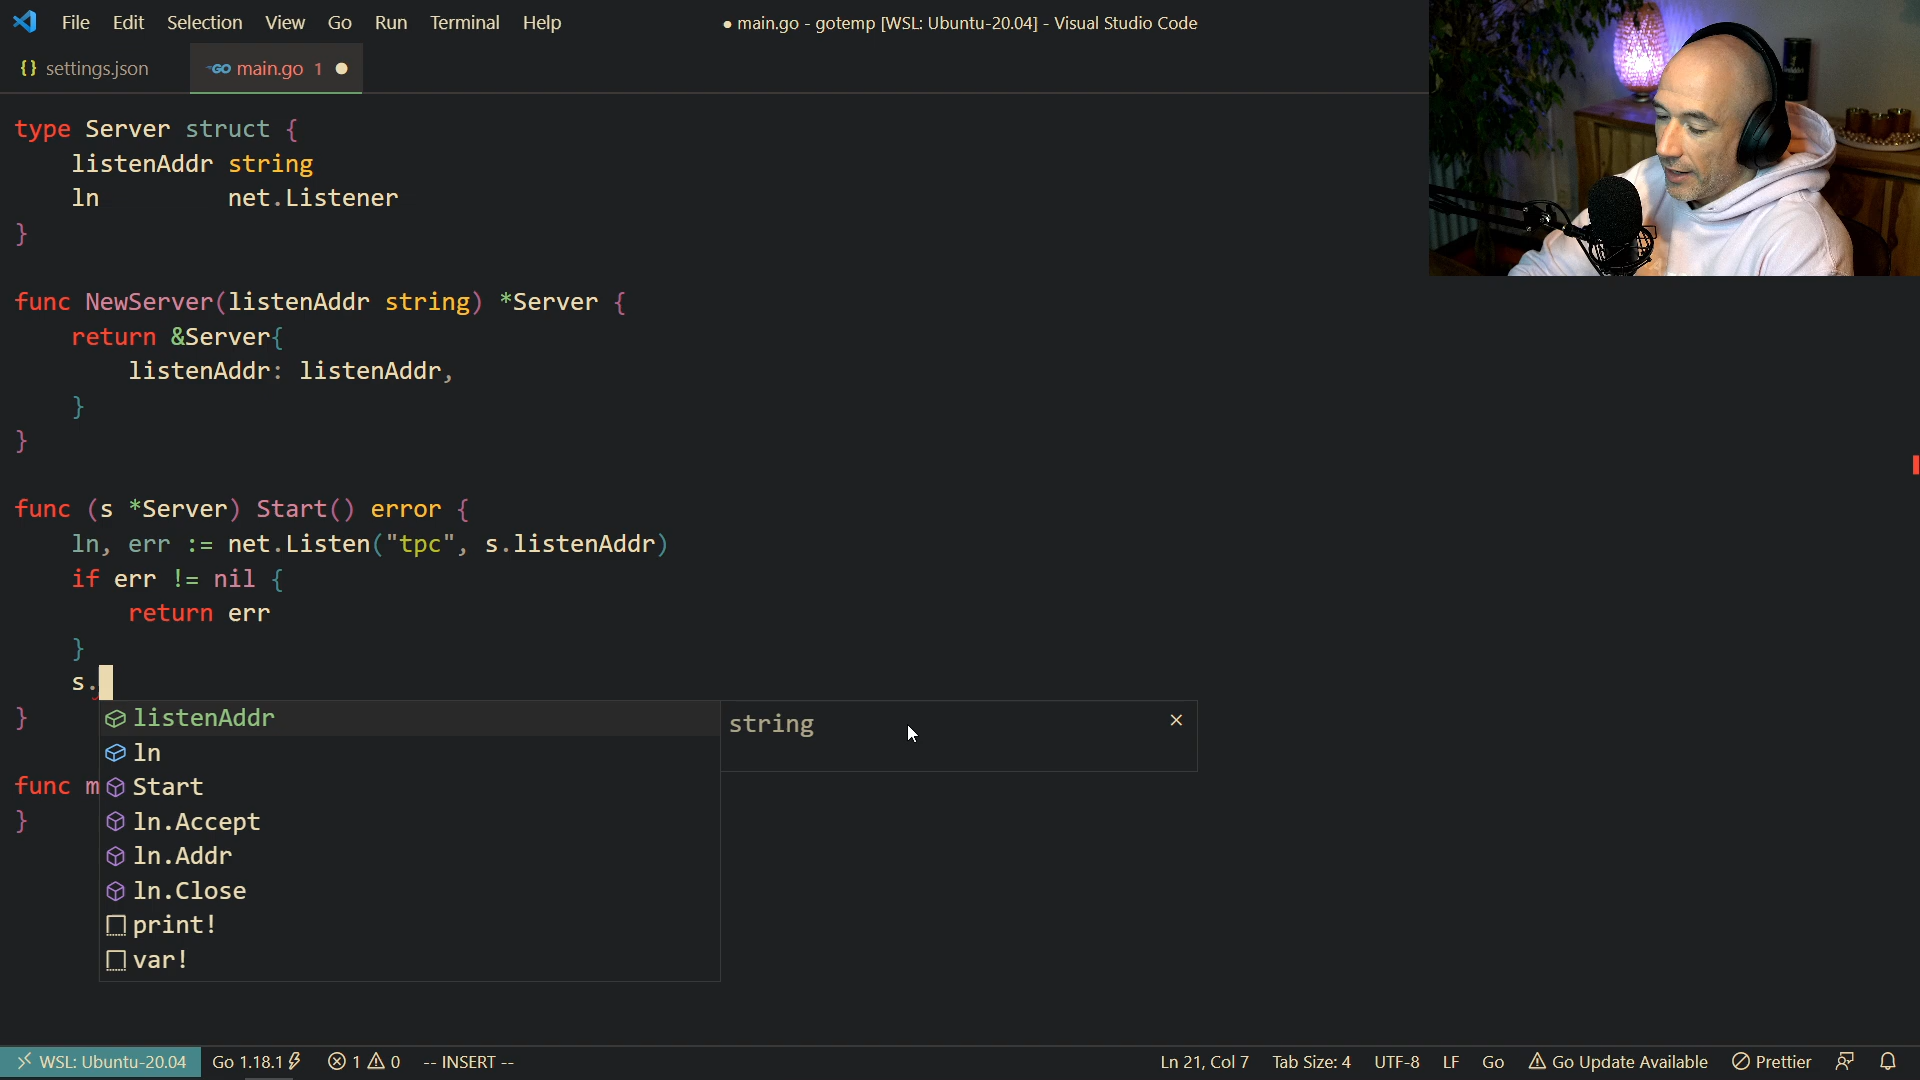 File Edit Selection View Go Run Terminal Help
● main.go - gotemp [WSL: Ubuntu-20.04] - Visual Studio Code
{} settings.json
GO main.go 1 ●
type Server struct {
listenAddr string
ln net.Listener
}
func NewServer(listenAddr string) *Server {
return &Server{
listenAddr: listenAddr,
}
}
func (s *Server) Start() error {
ln, err := net.Listen("tpc", s.listenAddr)
if err != nil {
return err
}
s.
}
listenAddr
string
ln
Start
func m
ln.Accept
}
ln.Addr
ln.Close
print!
var!
WSL: Ubuntu-20.04 Go 1.18.1 1 0 -- INSERT -- Ln 21, Col 7 Tab Size: 4 UTF-8 LF Go Go Update Available Prettier